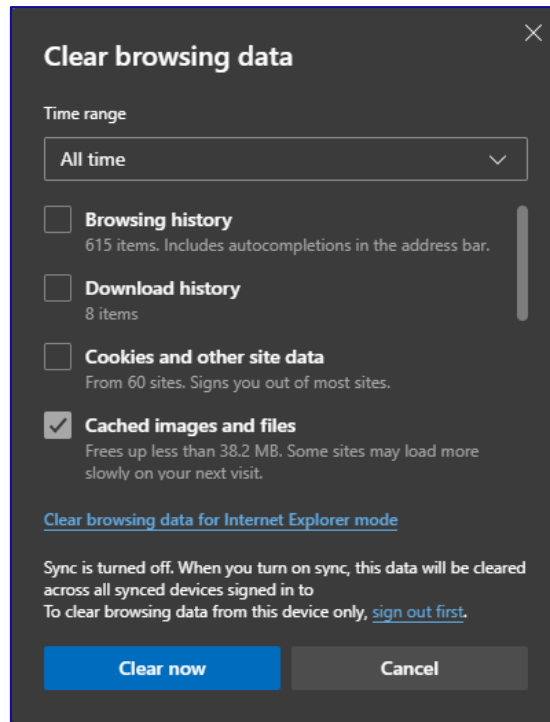 Clear browsing data
Time range
All time
Browsing history
615 items. Includes autocompletions in the address bar.
Download history
8 items
Cookies and other site data
From 60 sites. Signs you out of most sites.
Cached images and files
Frees up less than 38.2 MB. Some sites may load more
slowly on your next visit.
Clear browsing data for Internet Explorer mode
Sync is turned off. When you turn on sync, this data will be cleared
across all synced devices signed in to
To clear browsing data from this device only, sign out first.
Clear now
Cancel